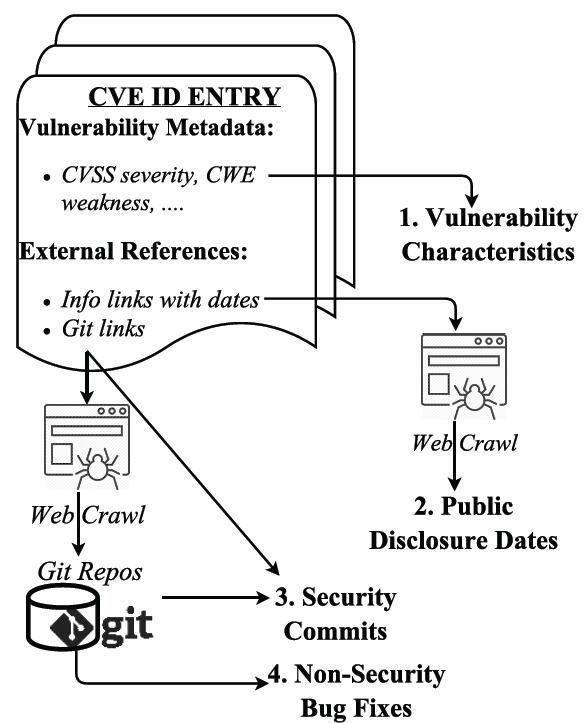 CVE ID ENTRY
Vulnerability Metadata:
• CVSS severity, CWE
weakness, ....
External References:
• Info links with dates
• Git links
1. Vulnerability
Characteristics
Web Crawl
2. Public
Disclosure Dates
Web Crawl
Git Repos
git
3. Security
Commits
4. Non-Security
Bug Fixes